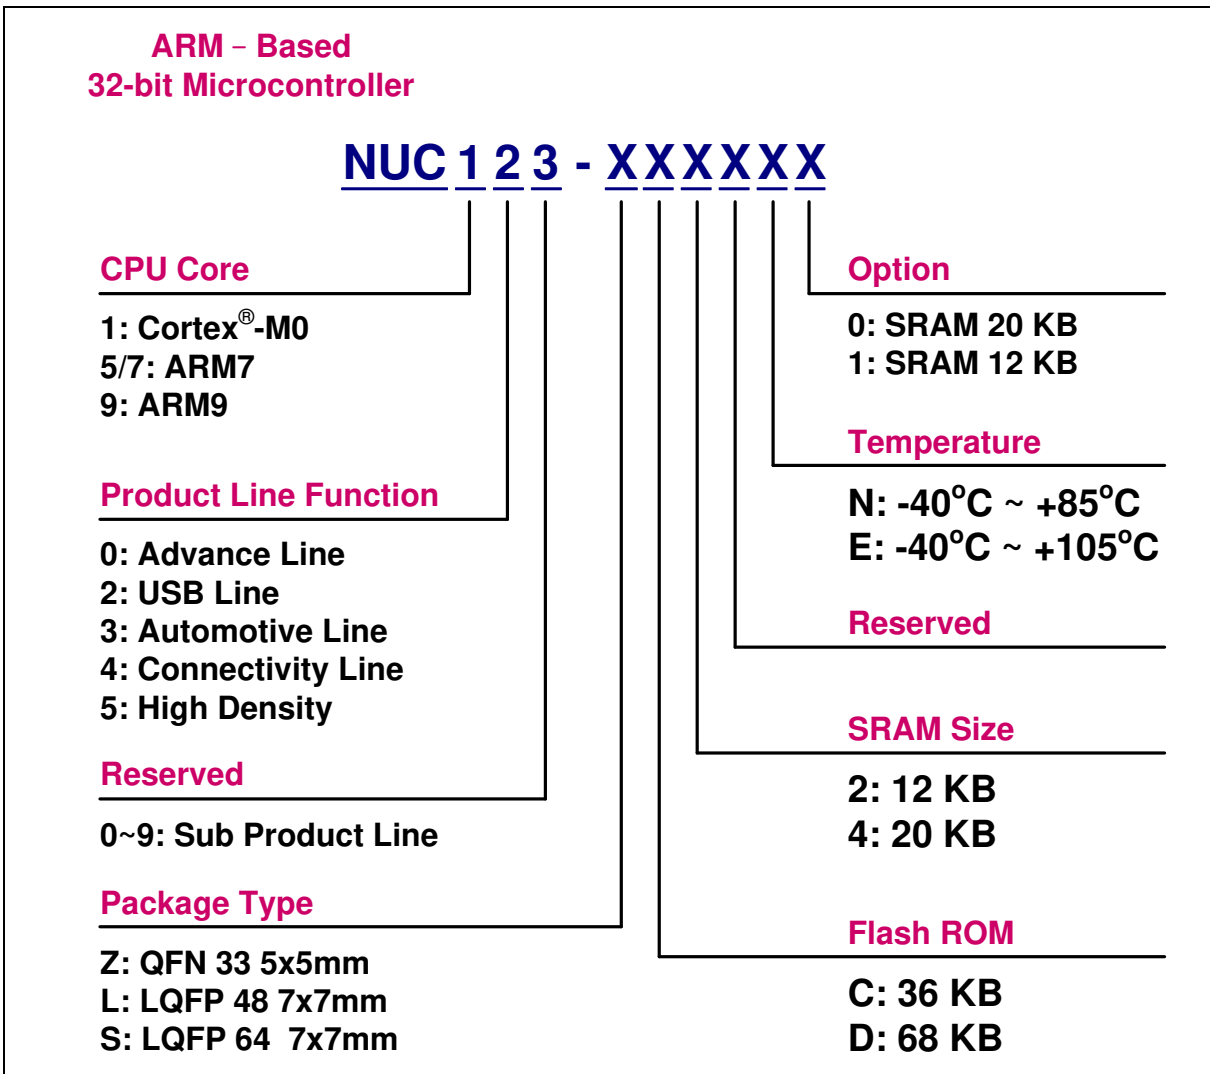 ARM – Based
32-bit Microcontroller
NUC 1 2 3 - X X X X X X
CPU Core
1: Cortex®-M0
5/7: ARM7
9: ARM9
Product Line Function
0: Advance Line
2: USB Line
3: Automotive Line
4: Connectivity Line
5: High Density
Reserved
0~9: Sub Product Line
Package Type
Z: QFN 33 5x5mm
L: LQFP 48 7x7mm
S: LQFP 64 7x7mm
Option
0: SRAM 20 KB
1: SRAM 12 KB
Temperature
N: -40°C ~ +85°C
E: -40°C ~ +105°C
Reserved
SRAM Size
2: 12 KB
4: 20 KB
Flash ROM
C: 36 KB
D: 68 KB